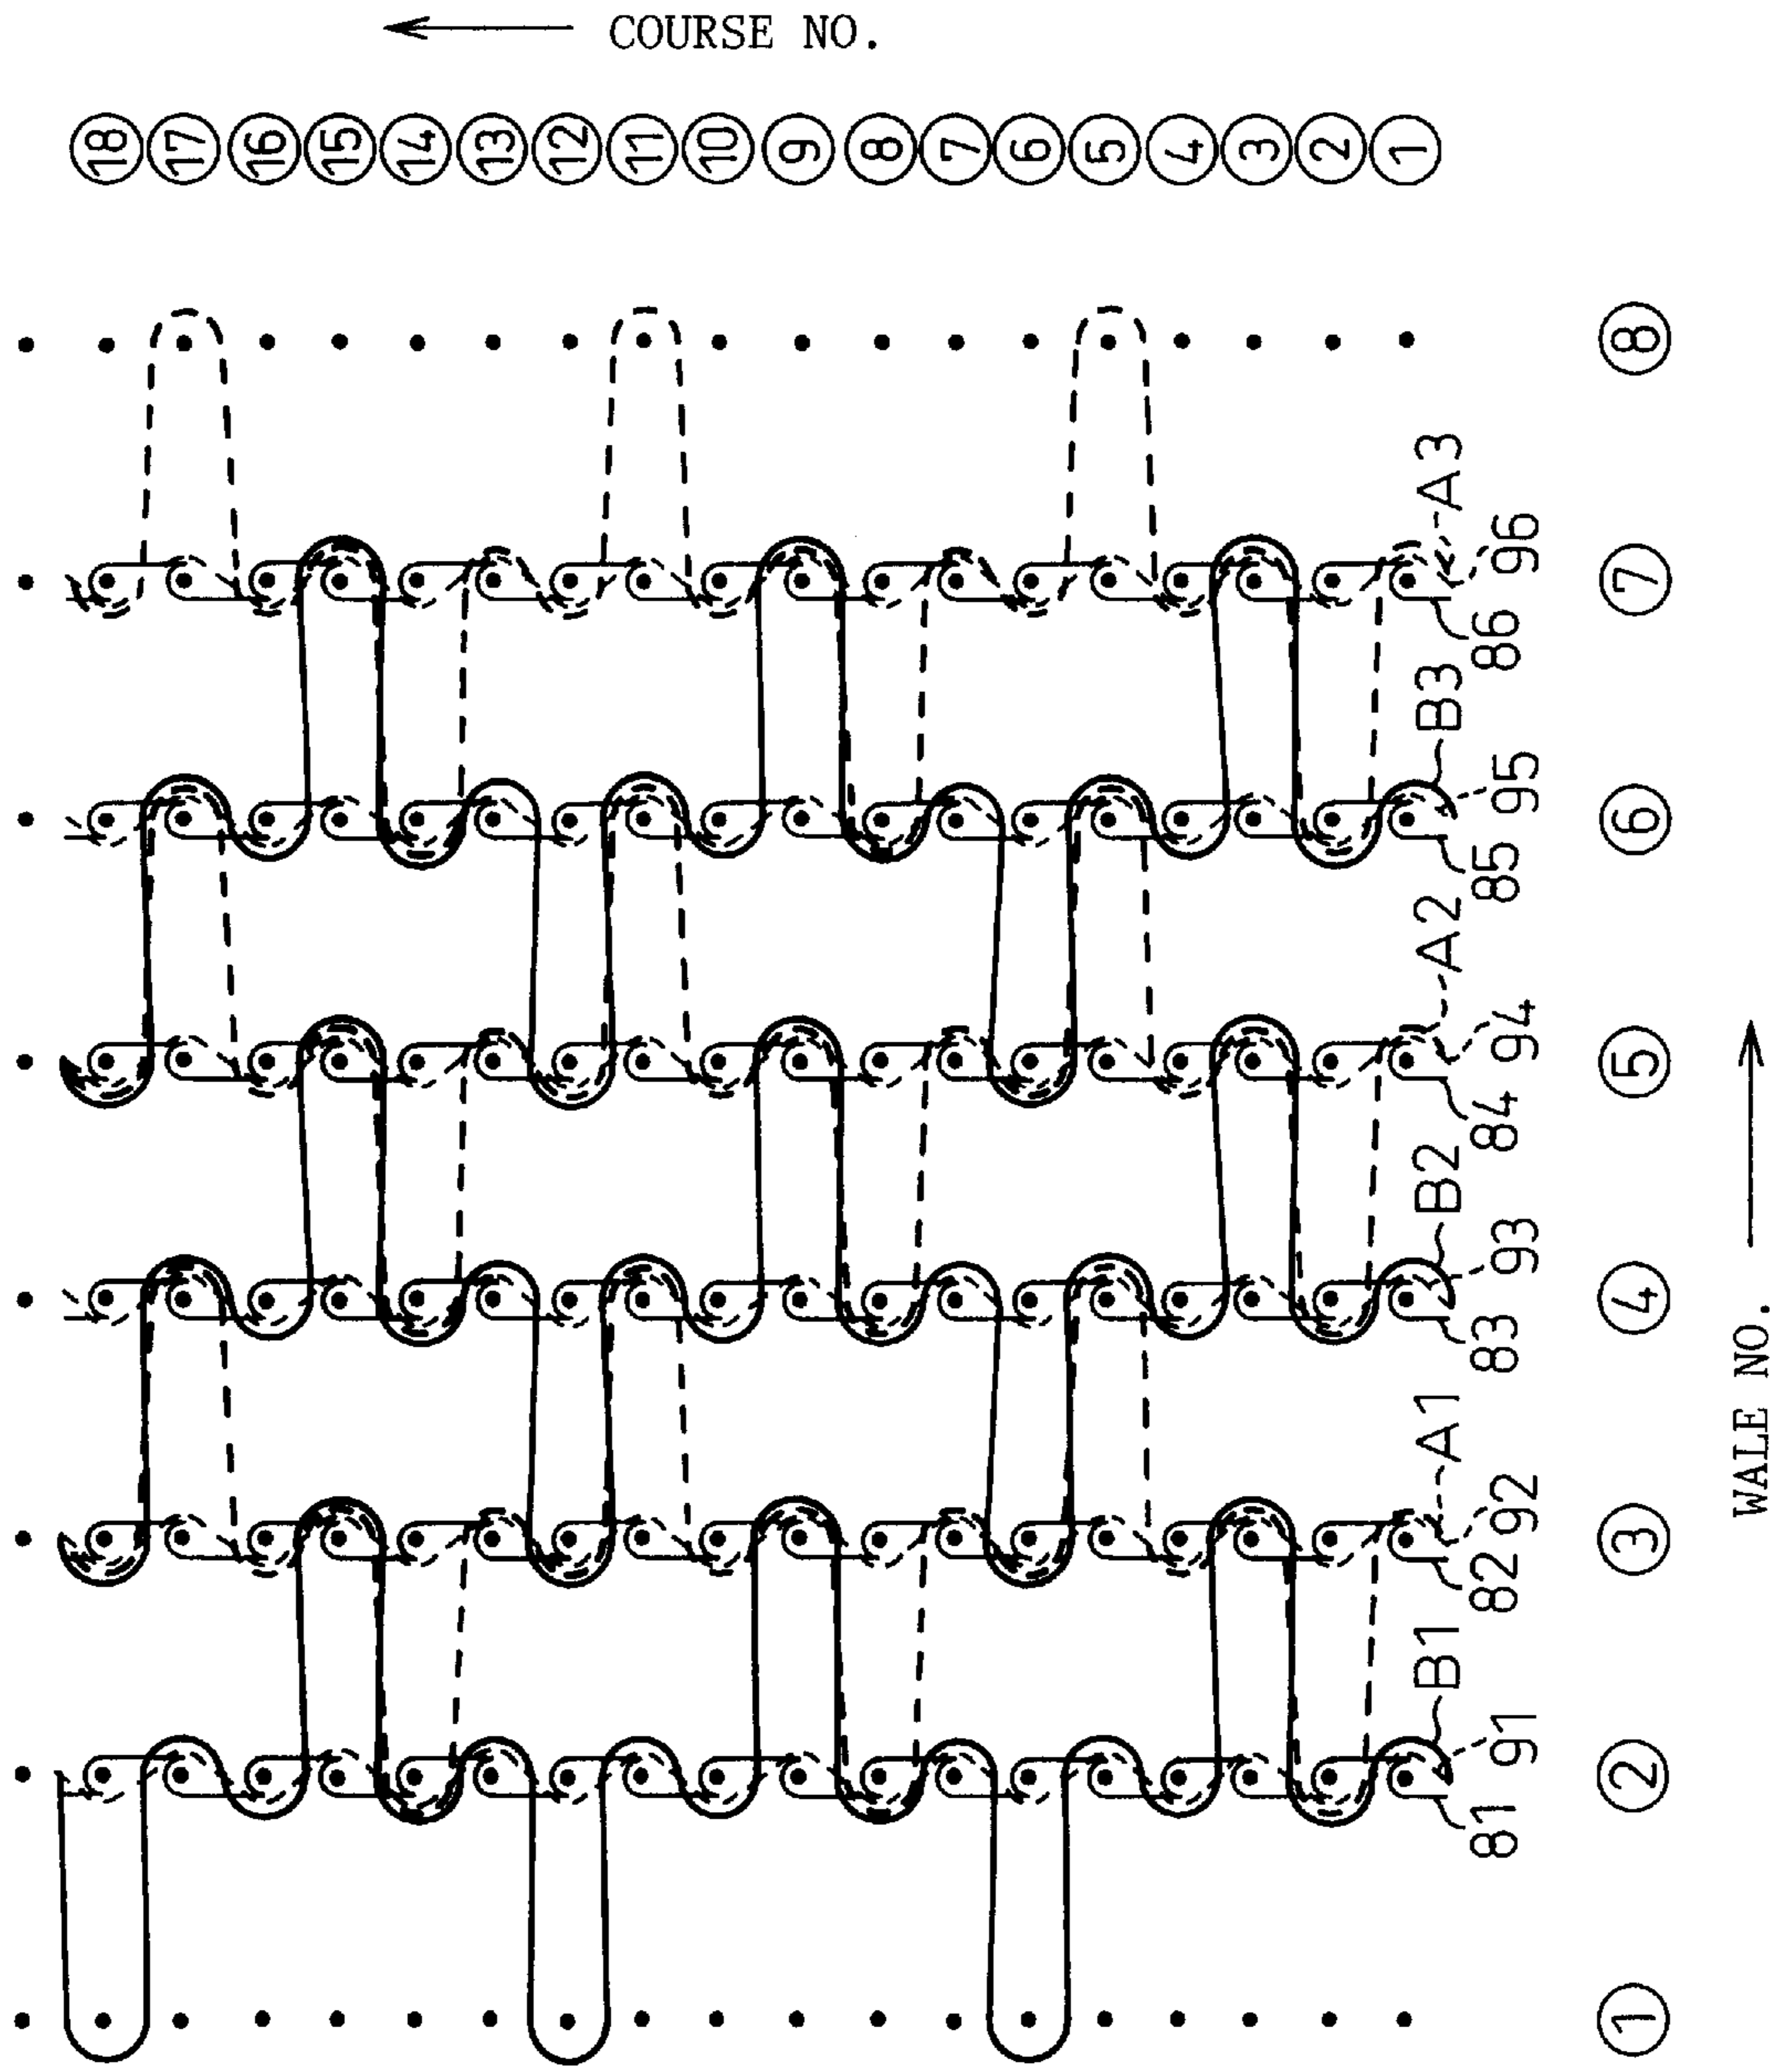 COURSE NO.
18 17 16 15 14 13 12 11 10 9 8 7 6 5 4 3 2 1
A3
86 96
B3
85 95
A2
84 94
B2
83 93
A1
82 92
B1
81 91
8
7
6
5
4
3
2
1
WALE NO.